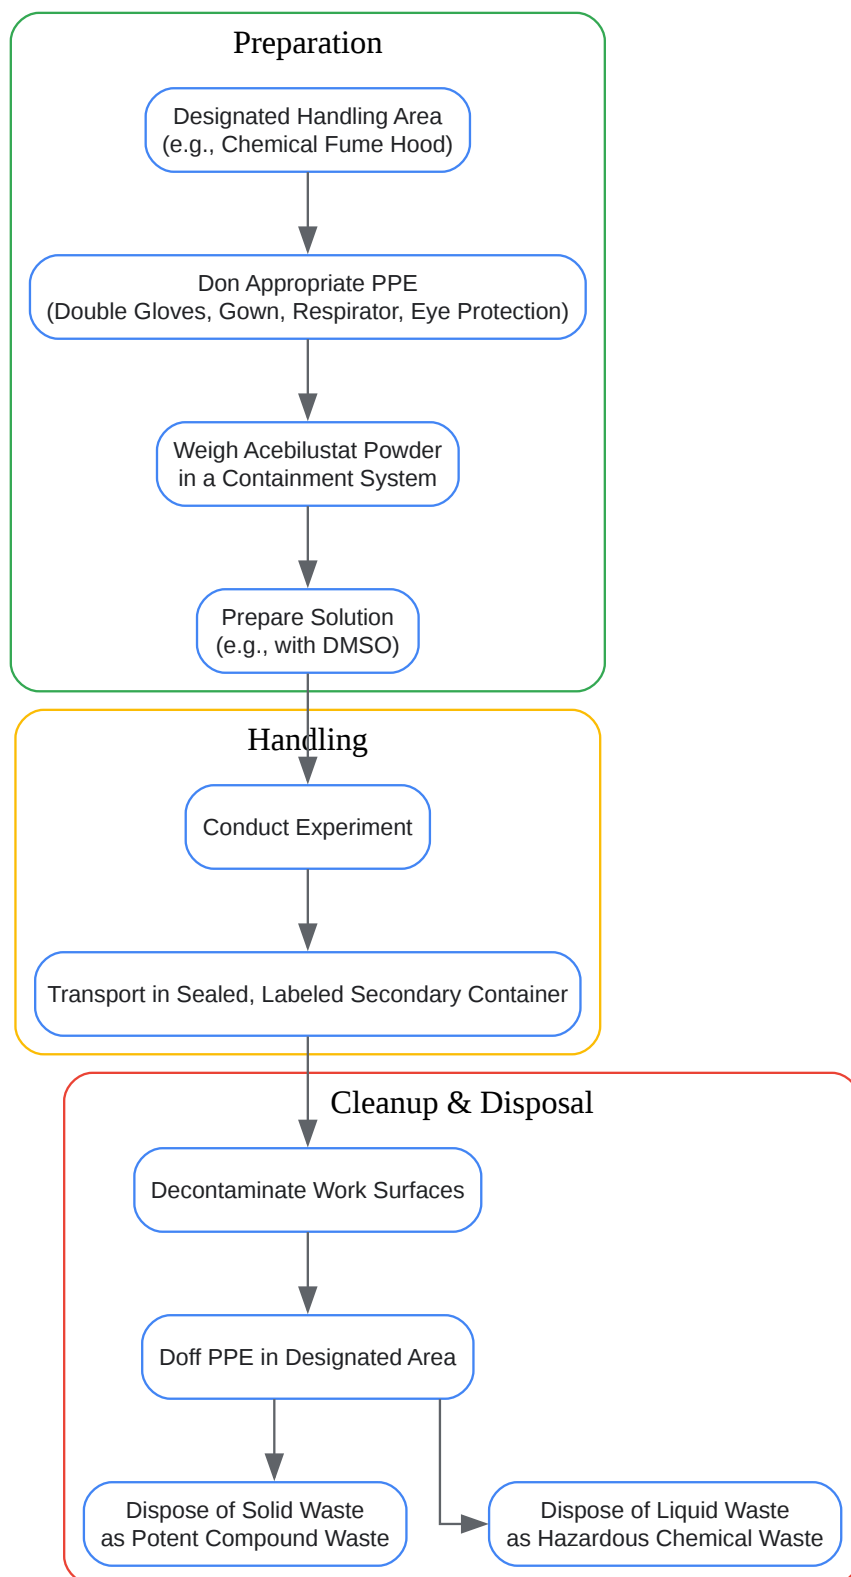 Preparation
Designated Handling Area
(e.g., Chemical Fume Hood)
Don Appropriate PPE
(Double Gloves, Gown, Respirator, Eye Protection)
Weigh Acebilustat Powder
in a Containment System
Prepare Solution
(e.g., with DMSO)
Handling
Conduct Experiment
Transport in Sealed, Labeled Secondary Container
Cleanup & Disposal
Decontaminate Work Surfaces
Doff PPE in Designated Area
Dispose of Solid Waste
as Potent Compound Waste
Dispose of Liquid Waste
as Hazardous Chemical Waste